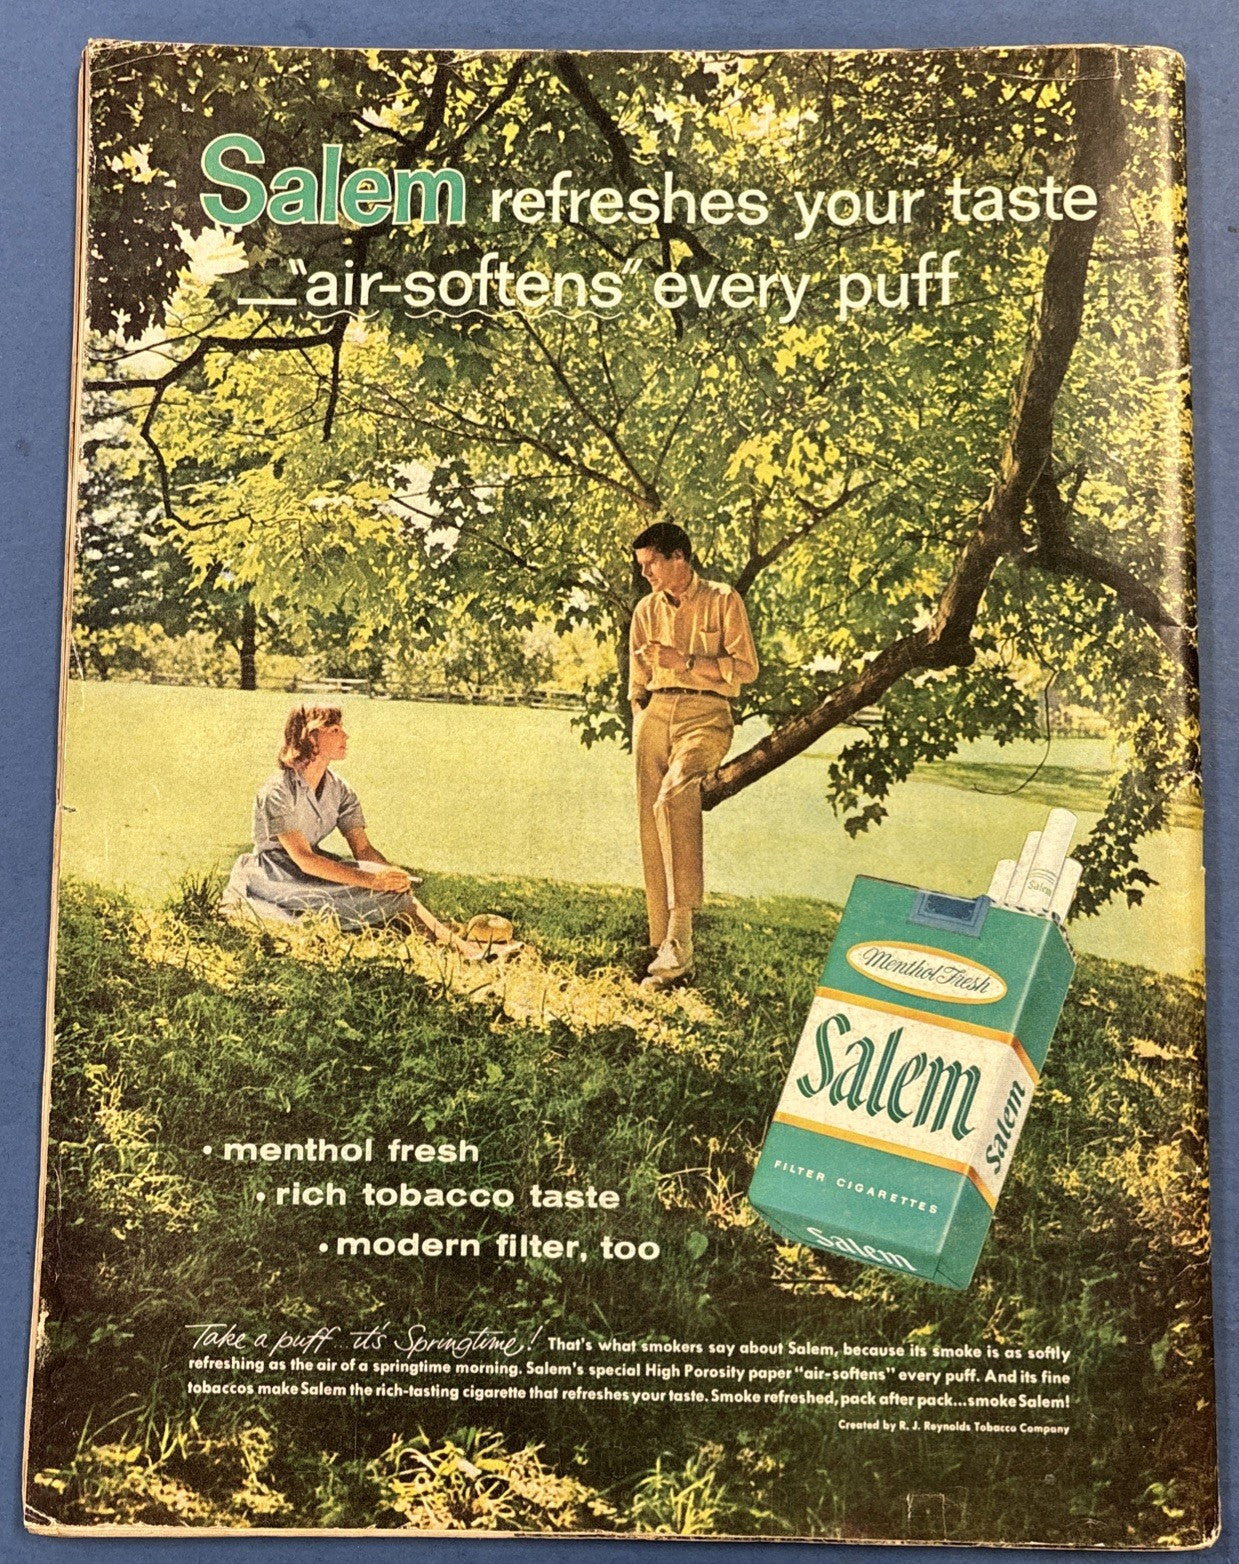 Salem refreshes your taste
—"air-softens" every puff
Salem
Menthol Fresh
Salem
Salem
FILTER CIGARETTES
Salem
• menthol fresh
• rich tobacco taste
• modern filter, too
Take a puff...it's Springtime! That's what smokers say about Salem, because its smoke is as softly
refreshing as the air of a springtime morning. Salem's special High Porosity paper "air-softens" every puff. And its fine
tobaccos make Salem the rich-tasting cigarette that refreshes your taste. Smoke refreshed, pack after pack...smoke Salem!
Created by R. J. Reynolds Tobacco Company